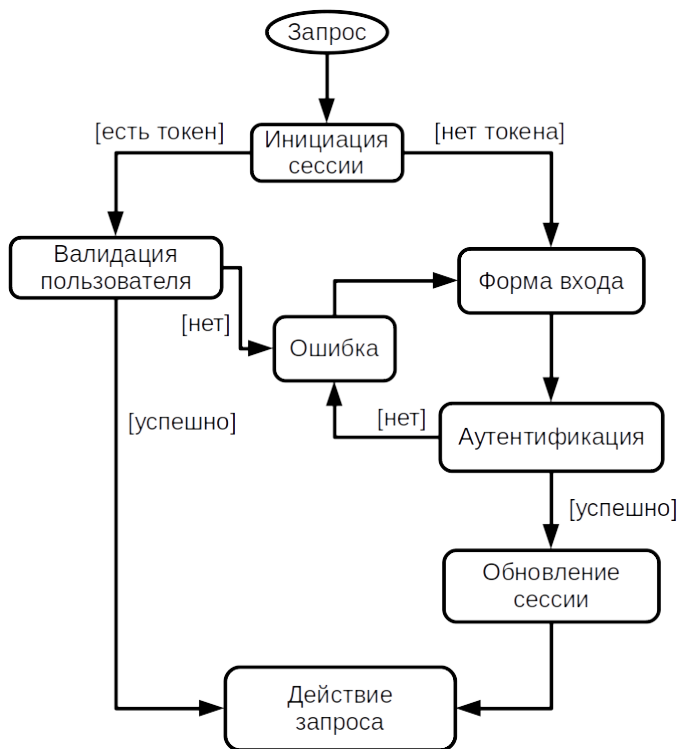 Запрос
[есть токен]
Инициация
сессии
[нет токена]
Валидация
пользователя
Форма входа
[нет]
Ошибка
[успешно]
[нет]
Аутентификация
[успешно]
Обновление
сессии
Действие
запроса